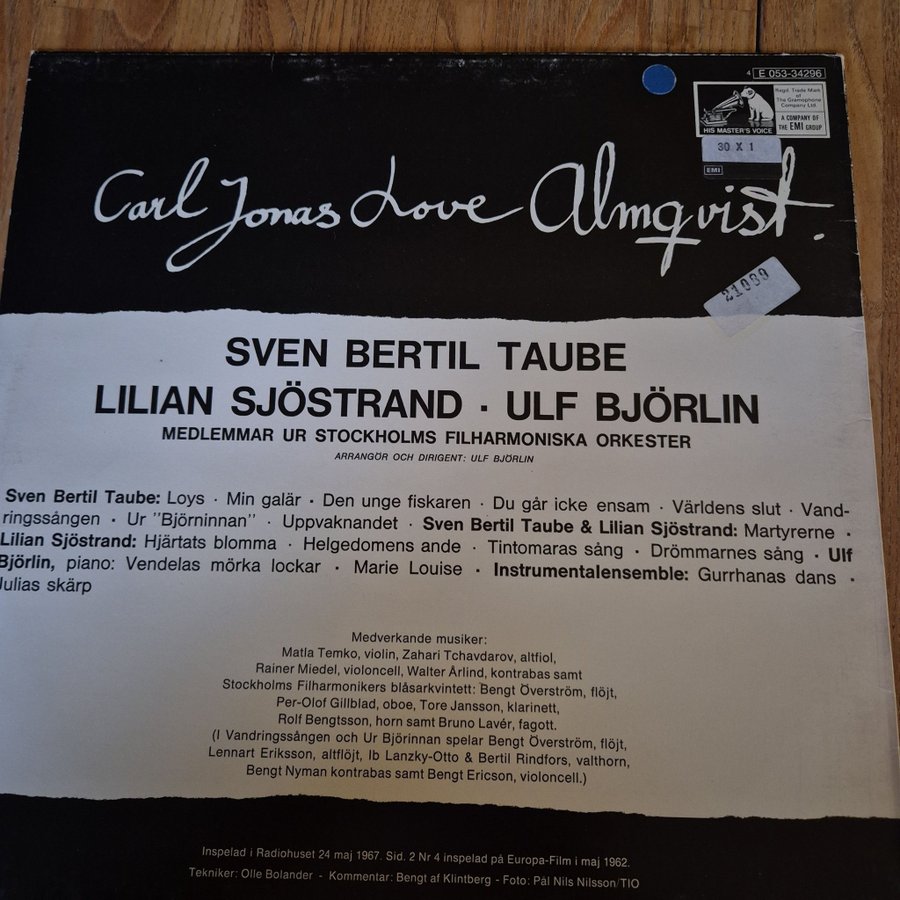 4 E 053-34296
Regd. Trade Mark
of
The Gramophone
Company Ltd.
A COMPANY OF
THE EMI GROUP
HIS MASTER'S VOICE
30 X 1
EMI
Carl Jonas Love Almqvist.
21089
SVEN BERTIL TAUBE
LILIAN SJÖSTRAND · ULF BJÖRLIN
MEDLEMMAR UR STOCKHOLMS FILHARMONISKA ORKESTER
ARRANGÖR OCH DIRIGENT: ULF BJÖRLIN
Sven Bertil Taube: Loys · Min galär · Den unge fiskaren · Du går icke ensam · Världens slut · Vand-
ringssången · Ur "Björninnan" · Uppvaknandet · Sven Bertil Taube & Lilian Sjöstrand: Martyrerne ·
Lilian Sjöstrand: Hjärtats blomma · Helgedomens ande · Tintomaras sång · Drömmarnes sång · Ulf
Björlin, piano: Vendelas mörka lockar · Marie Louise · Instrumentalensemble: Gurrhanas dans ·
Julias skärp
Medverkande musiker:
Matla Temko, violin, Zahari Tchavdarov, altfiol,
Rainer Miedel, violoncell, Walter Ärlind, kontrabas samt
Stockholms Filharmonikers blåsarkvintett: Bengt Överström, flöjt,
Per-Olof Gillblad, oboe, Tore Jansson, klarinett,
Rolf Bengtsson, horn samt Bruno Lavér, fagott.
(I Vandringssången och Ur Björinnan spelar Bengt Överström, flöjt,
Lennart Eriksson, altflöjt, Ib Lanzky-Otto & Bertil Rindfors, valthorn,
Bengt Nyman kontrabas samt Bengt Ericson, violoncell.)
Inspelad i Radiohuset 24 maj 1967. Sid. 2 Nr 4 inspelad på Europa-Film i maj 1962.
Tekniker: Olle Bolander - Kommentar: Bengt af Klintberg - Foto: Pål Nils Nilsson/TIO